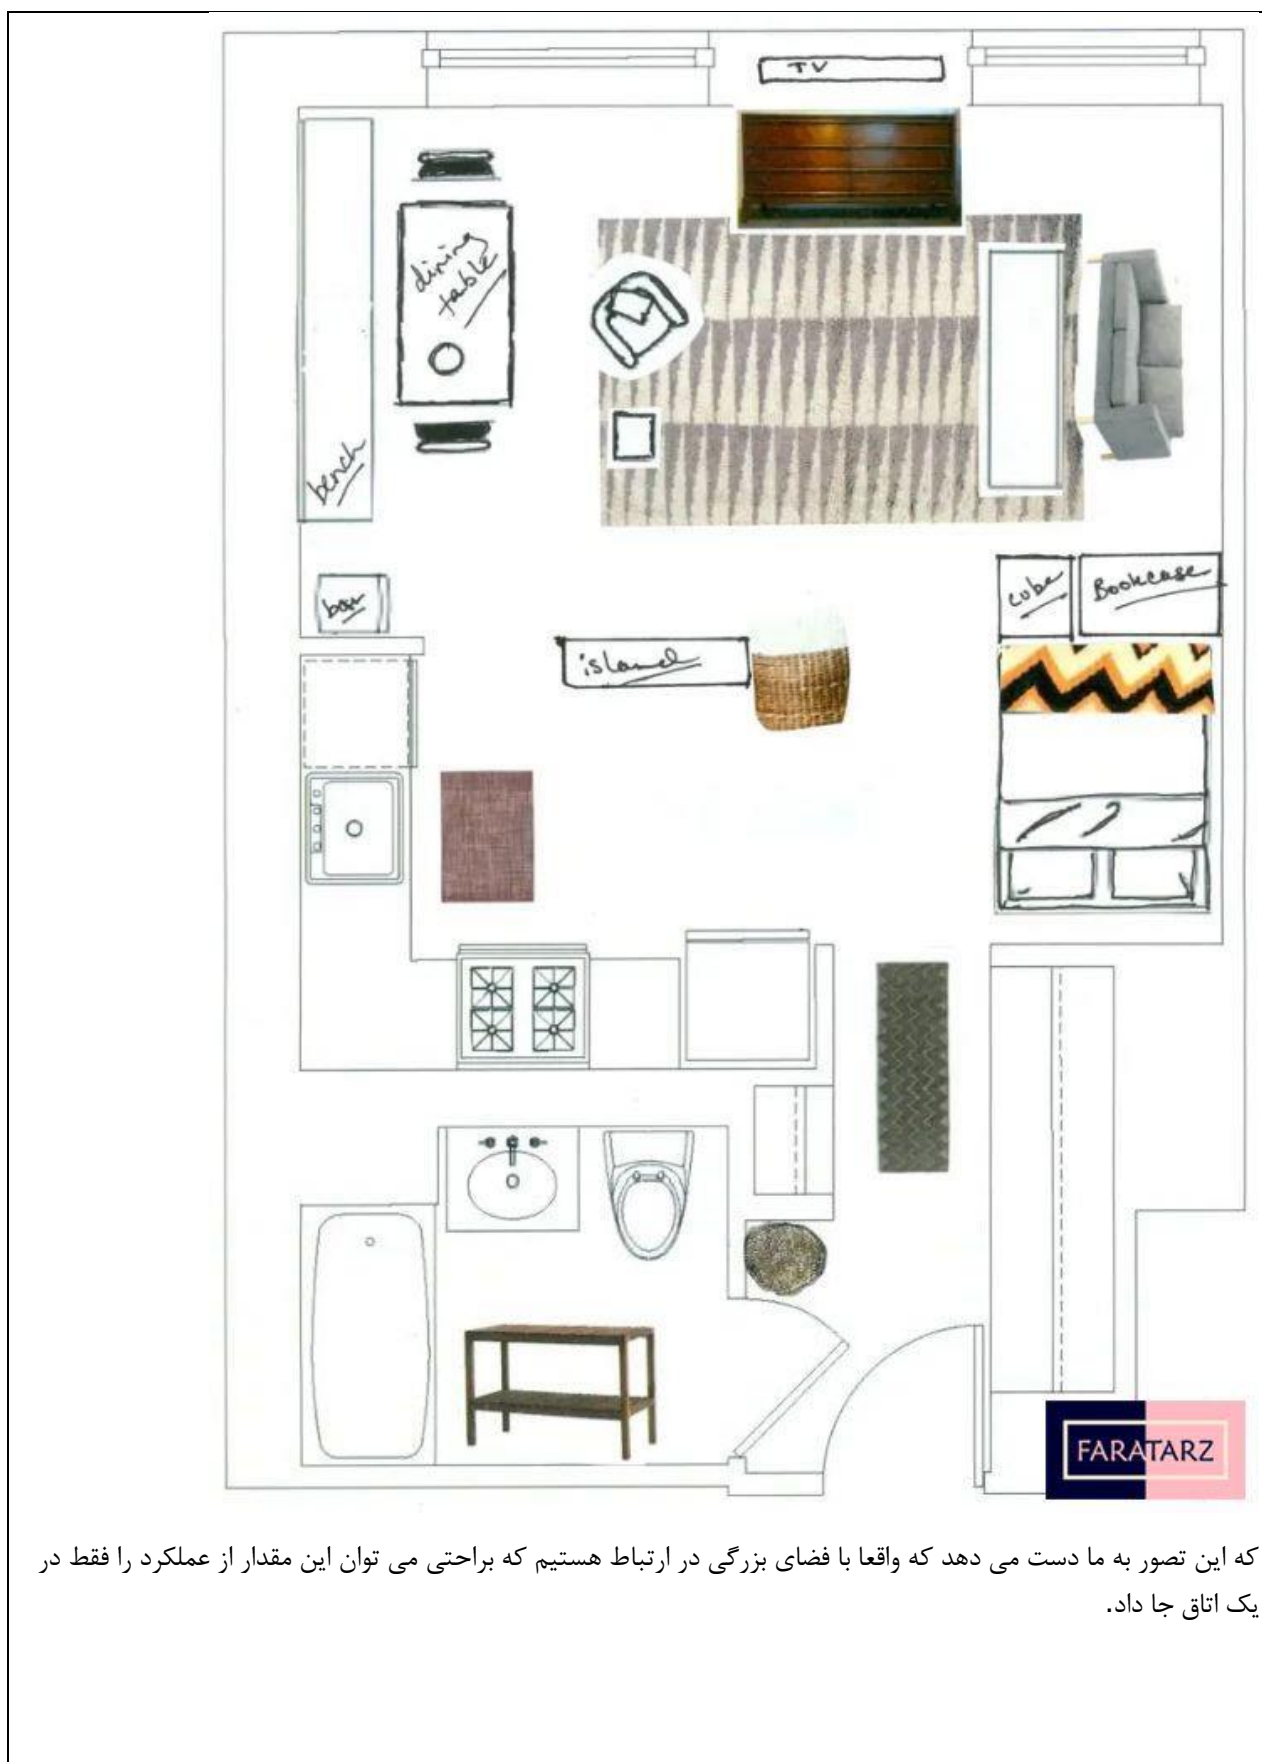 TV
dining
table
bench
bar
island
cube
Bookcase
FARATARZ
که این تصور به ما دست می دهد که واقعا با فضای بزرگی در ارتباط هستیم که براحتی می توان این مقدار از عملکرد را فقط در
یک اتاق جا داد.